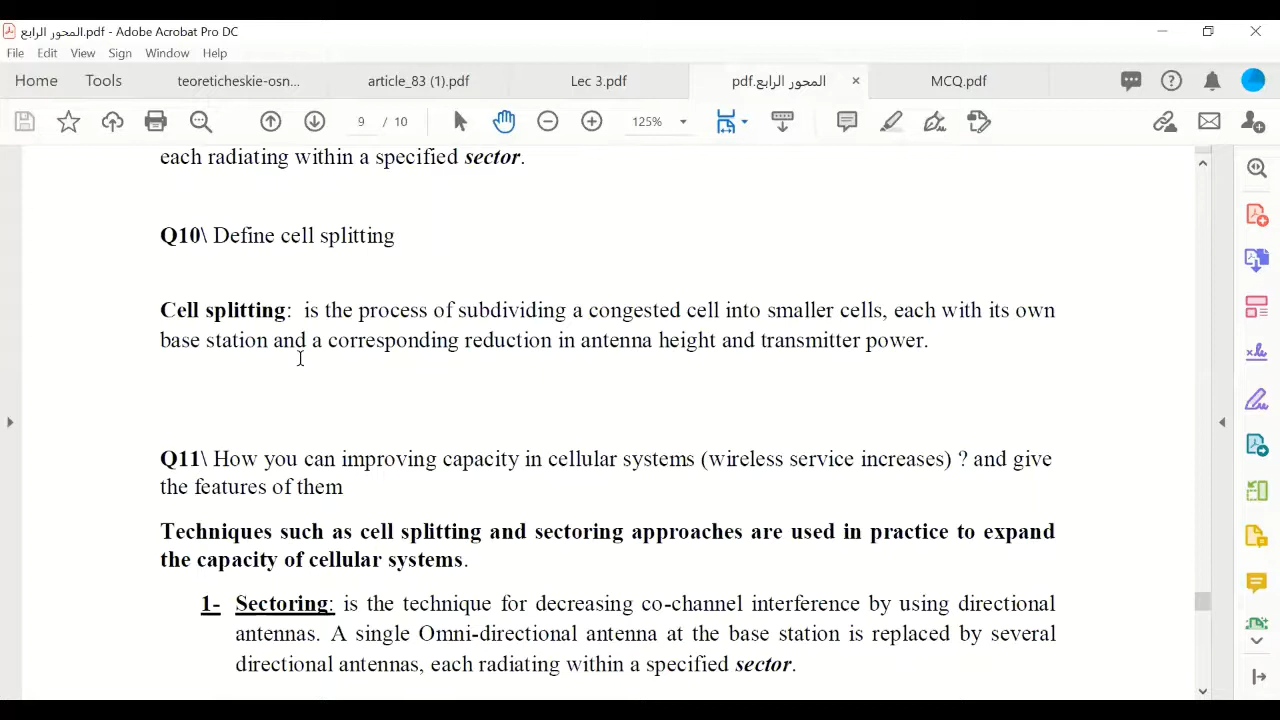 المحور الرابع.pdf - Adobe Acrobat Pro DC
File Edit View Sign Window Help
Home Tools teoreticheskie-osn... article_83 (1).pdf Lec 3.pdf المحور الرابع.pdf MCQ.pdf
9 / 10 125%
each radiating within a specified sector.
Q10\ Define cell splitting
Cell splitting: is the process of subdividing a congested cell into smaller cells, each with its own
base station and a corresponding reduction in antenna height and transmitter power.
Q11\ How you can improving capacity in cellular systems (wireless service increases) ? and give
the features of them
Techniques such as cell splitting and sectoring approaches are used in practice to expand
the capacity of cellular systems.
1- Sectoring: is the technique for decreasing co-channel interference by using directional
antennas. A single Omni-directional antenna at the base station is replaced by several
directional antennas, each radiating within a specified sector.